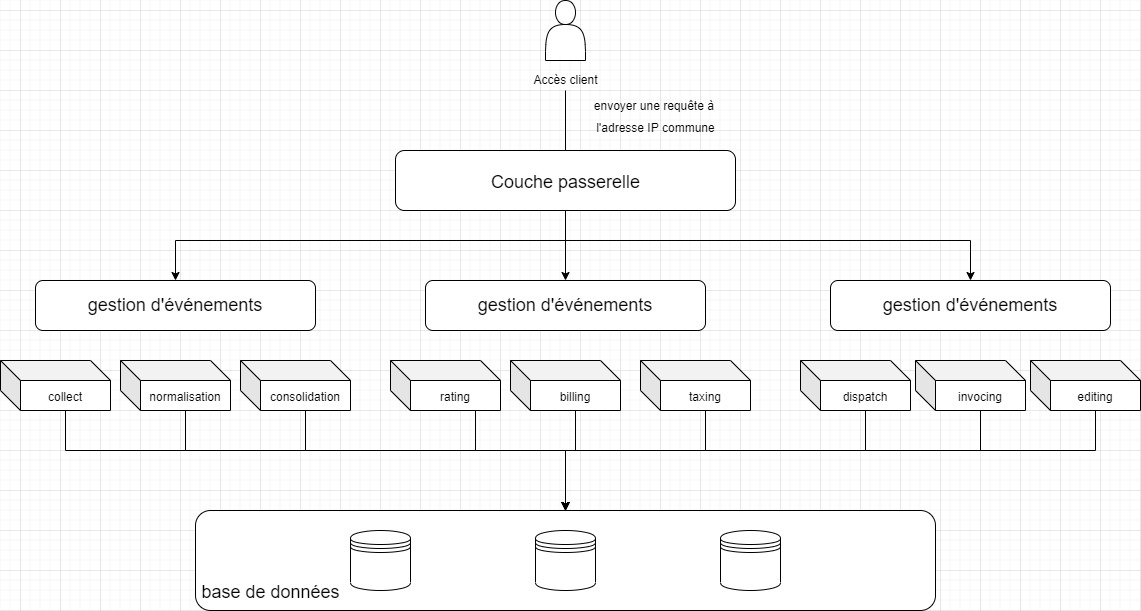 Accès client
envoyer une requête à
l'adresse IP commune
Couche passerelle
gestion d'événements
gestion d'événements
gestion d'événements
collect
normalisation
consolidation
rating
billing
taxing
dispatch
invocing
editing
base de données